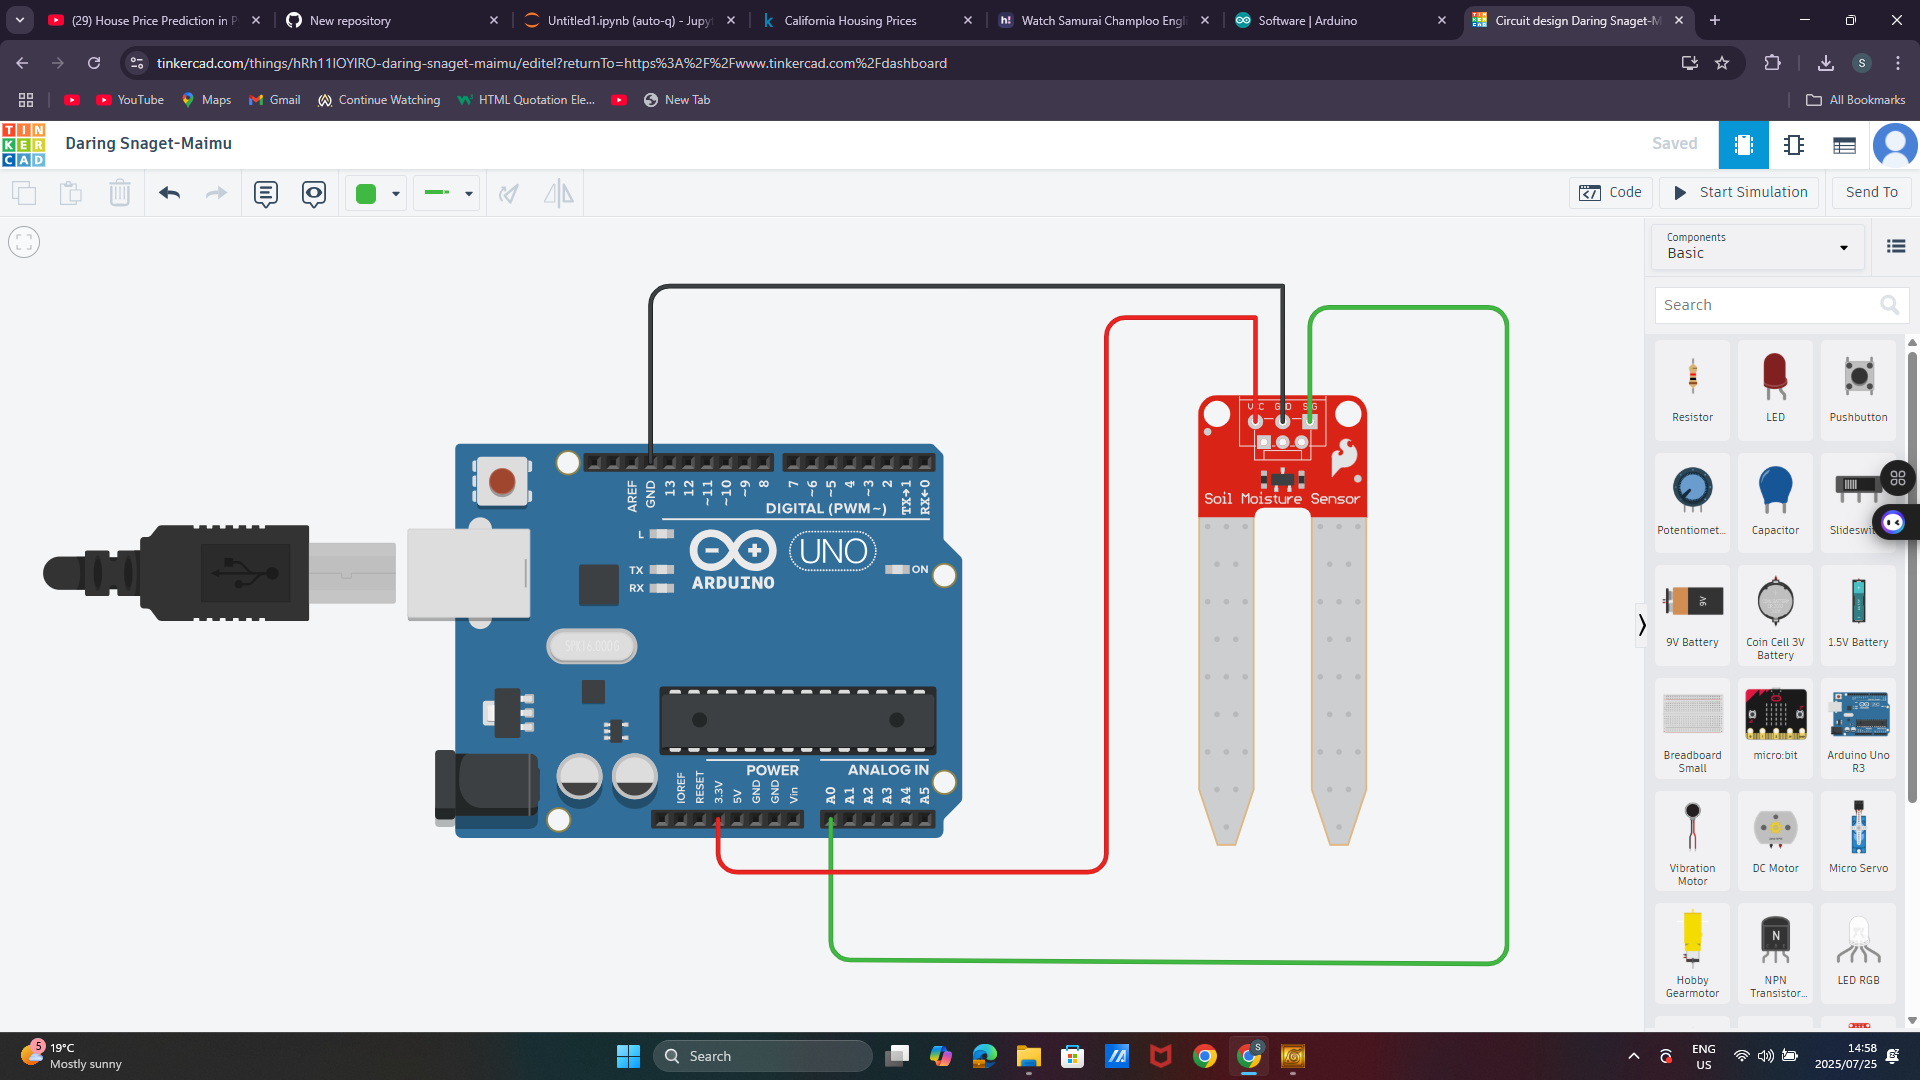 (29) House Price Prediction in P
New repository
Untitled1.ipynb (auto-q) - Jupyt
California Housing Prices
Watch Samurai Champloo Engl
Software | Arduino
Circuit design Daring Snaget-M
tinkercad.com/things/hRh11IOYIRO-daring-snaget-maimu/editel?returnTo=https%3A%2F%2Fwww.tinkercad.com%2Fdashboard
S
YouTube
Maps
Gmail
Continue Watching
HTML Quotation Ele...
New Tab
All Bookmarks
TIN
KER
CAD
Daring Snaget-Maimu
Saved
Code
Start Simulation
Send To
Components
Basic
Search
Resistor
LED
Pushbutton
Potentiomet...
Capacitor
Slideswit
9V
9V Battery
Coin Cell 3V
Battery
1.5V Battery
Breadboard
Small
micro:bit
Arduino Uno
R3
Vibration
Motor
DC Motor
Micro Servo
N
Hobby
Gearmotor
NPN
Transistor...
LED RGB
AREF
GND
13
12
~11
~10
~9
8
7
~6
~5
4
~3
2
TX→1
RX←0
DIGITAL (PWM~)
L
TX
RX
UNO
ARDUINO
ON
SPK16.000G
POWER
ANALOG IN
IOREF
RESET
3.3V
5V
GND
GND
Vin
A0
A1
A2
A3
A4
A5
Soil Moisture Sensor
5
19°C
Mostly sunny
Search
S
ENG
US
14:58
2025/07/25